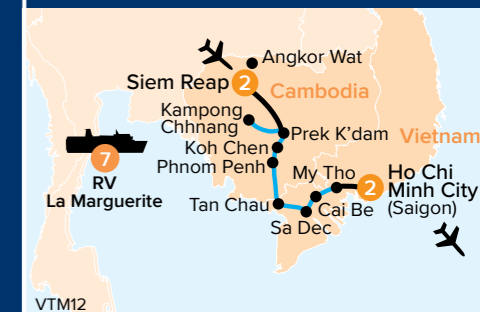 Angkor Wat
Siem Reap 2
Cambodia
Kampong
Chhnang
Prek K'dam
Vietnam
Koh Chen
Phnom Penh
7
RV
La Marguerite
My Tho
2
Ho Chi
Minh City
(Saigon)
Tan Chau
Cai Be
Sa Dec
VTM12